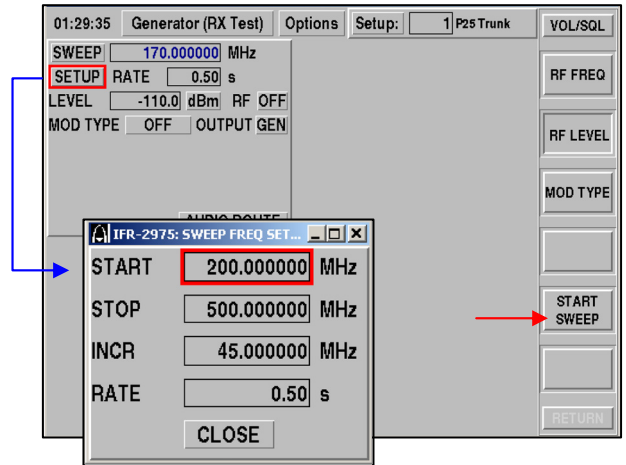 01:29:35 Generator (RX Test) Options Setup: 1 P25 Trunk
VOL/SQL
SWEEP 170.000000 MHz
SETUP RATE 0.50 s
RF FREQ
LEVEL -110.0 dBm RF OFF
MOD TYPE OFF OUTPUT GEN
RF LEVEL
MOD TYPE
AUDIO ROUTE
IFR-2975: SWEEP FREQ SET...
START 200.000000 MHz
STOP 500.000000 MHz
START
SWEEP
INCR 45.000000 MHz
RATE 0.50 s
CLOSE
RETURN